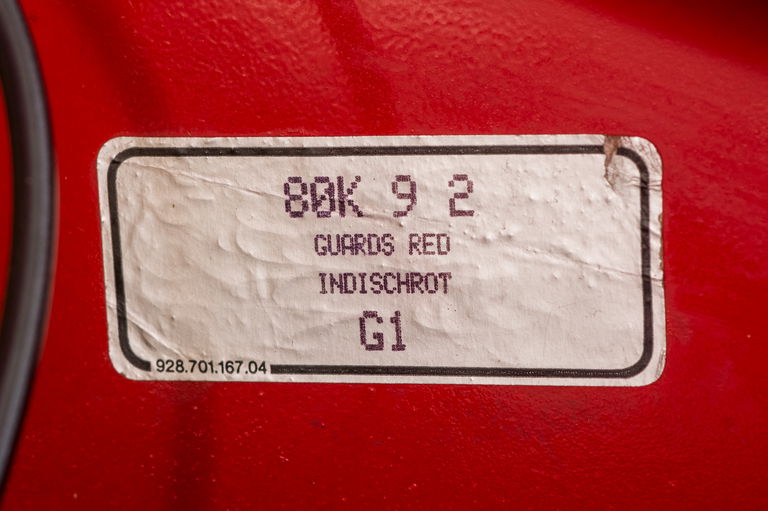 80K 9 2
GUARDS RED
INDISCHROT
G1
928.701.167.04